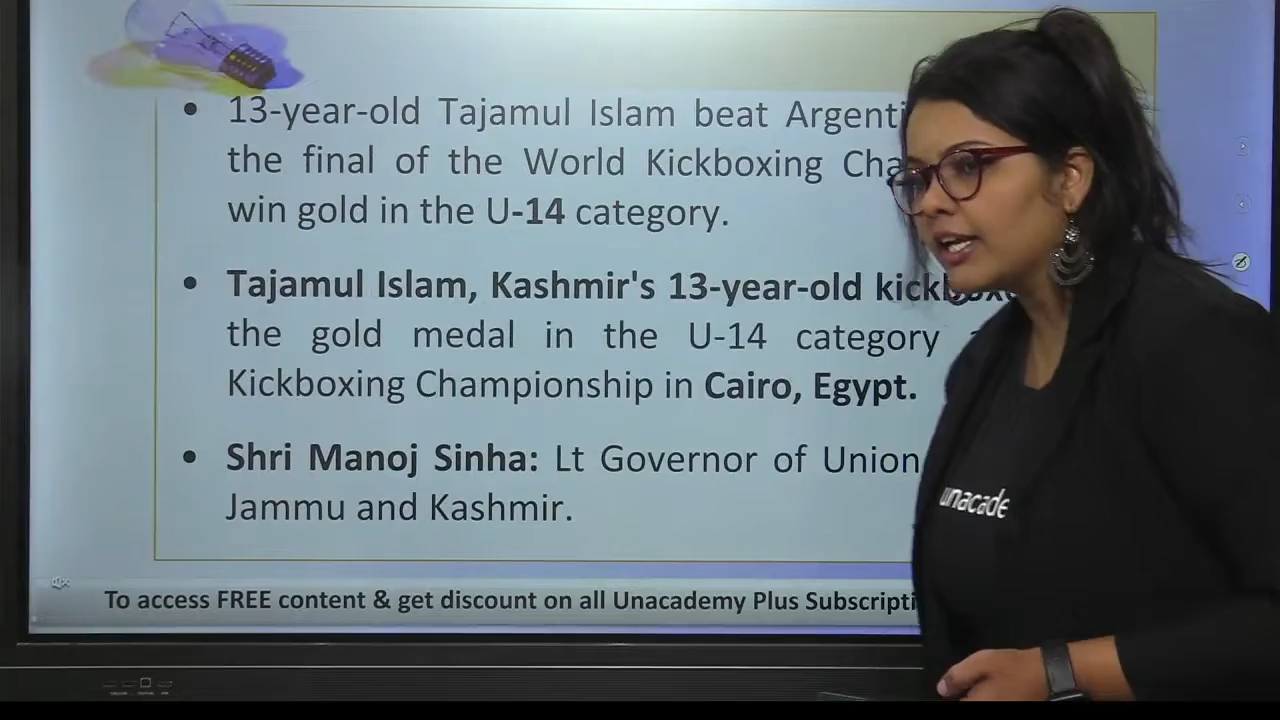 • 13-year-old Tajamul Islam beat Argenti
the final of the World Kickboxing Cha
win gold in the U-14 category.
• Tajamul Islam, Kashmir's 13-year-old kickboxe
the gold medal in the U-14 category
Kickboxing Championship in Cairo, Egypt.
• Shri Manoj Sinha: Lt Governor of Union
Jammu and Kashmir.
To access FREE content & get discount on all Unacademy Plus Subscripti
unacade